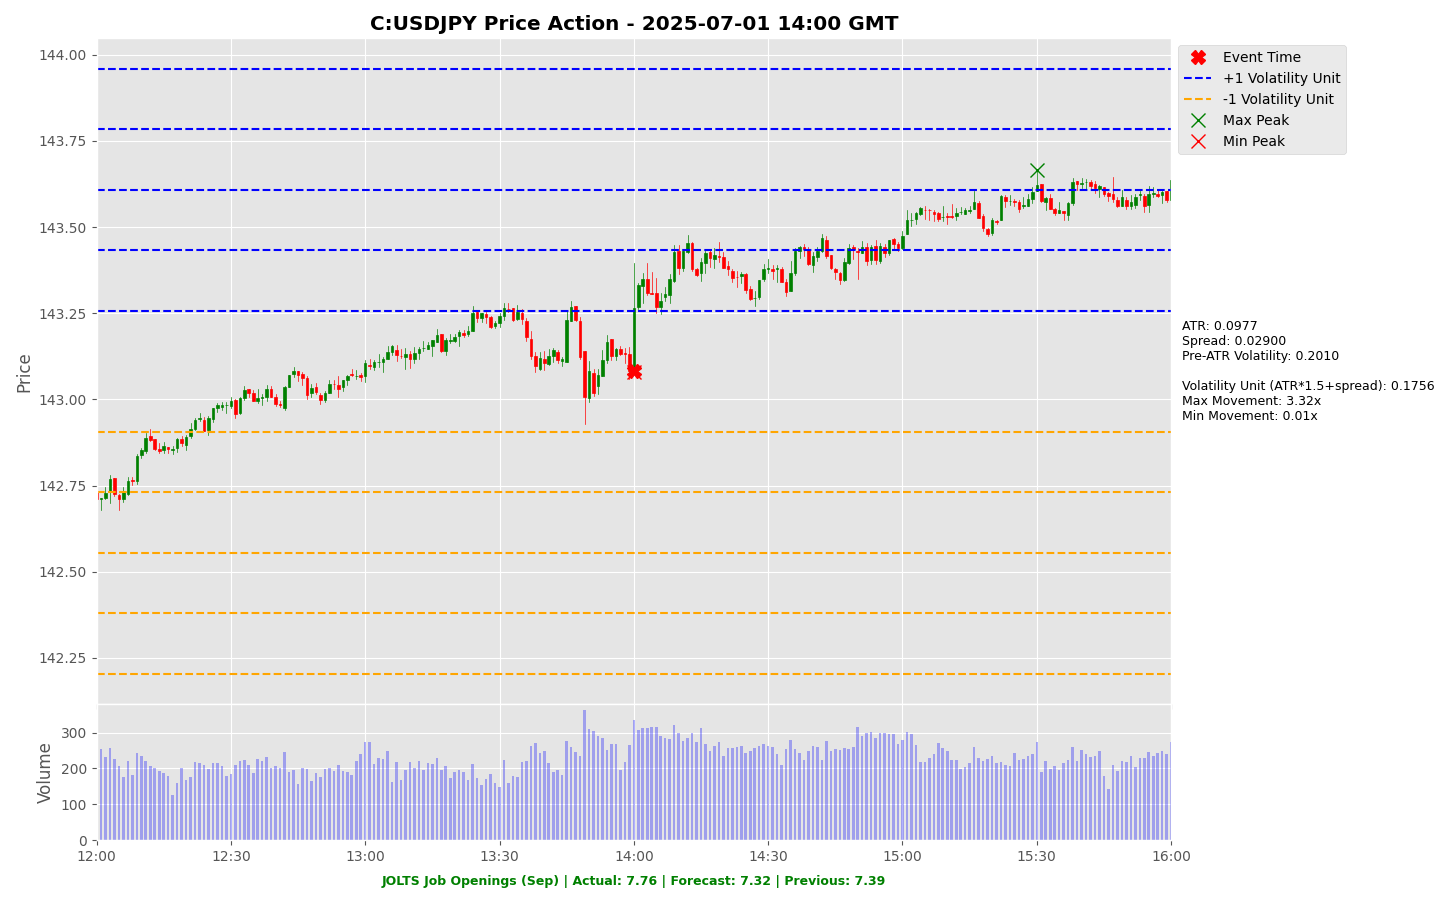 C:USDJPY Price Action - 2025-07-01 14:00 GMT
144.00
143.75
143.50
143.25
143.00
142.75
142.50
142.25
Price
Event Time
+1 Volatility Unit
-1 Volatility Unit
Max Peak
Min Peak
ATR: 0.0977
Spread: 0.02900
Pre-ATR Volatility: 0.2010
Volatility Unit (ATR*1.5+spread): 0.1756
Max Movement: 3.32x
Min Movement: 0.01x
300
200
100
0
Volume
12:00 12:30 13:00 13:30 14:00 14:30 15:00 15:30 16:00
JOLTS Job Openings (Sep) | Actual: 7.76 | Forecast: 7.32 | Previous: 7.39